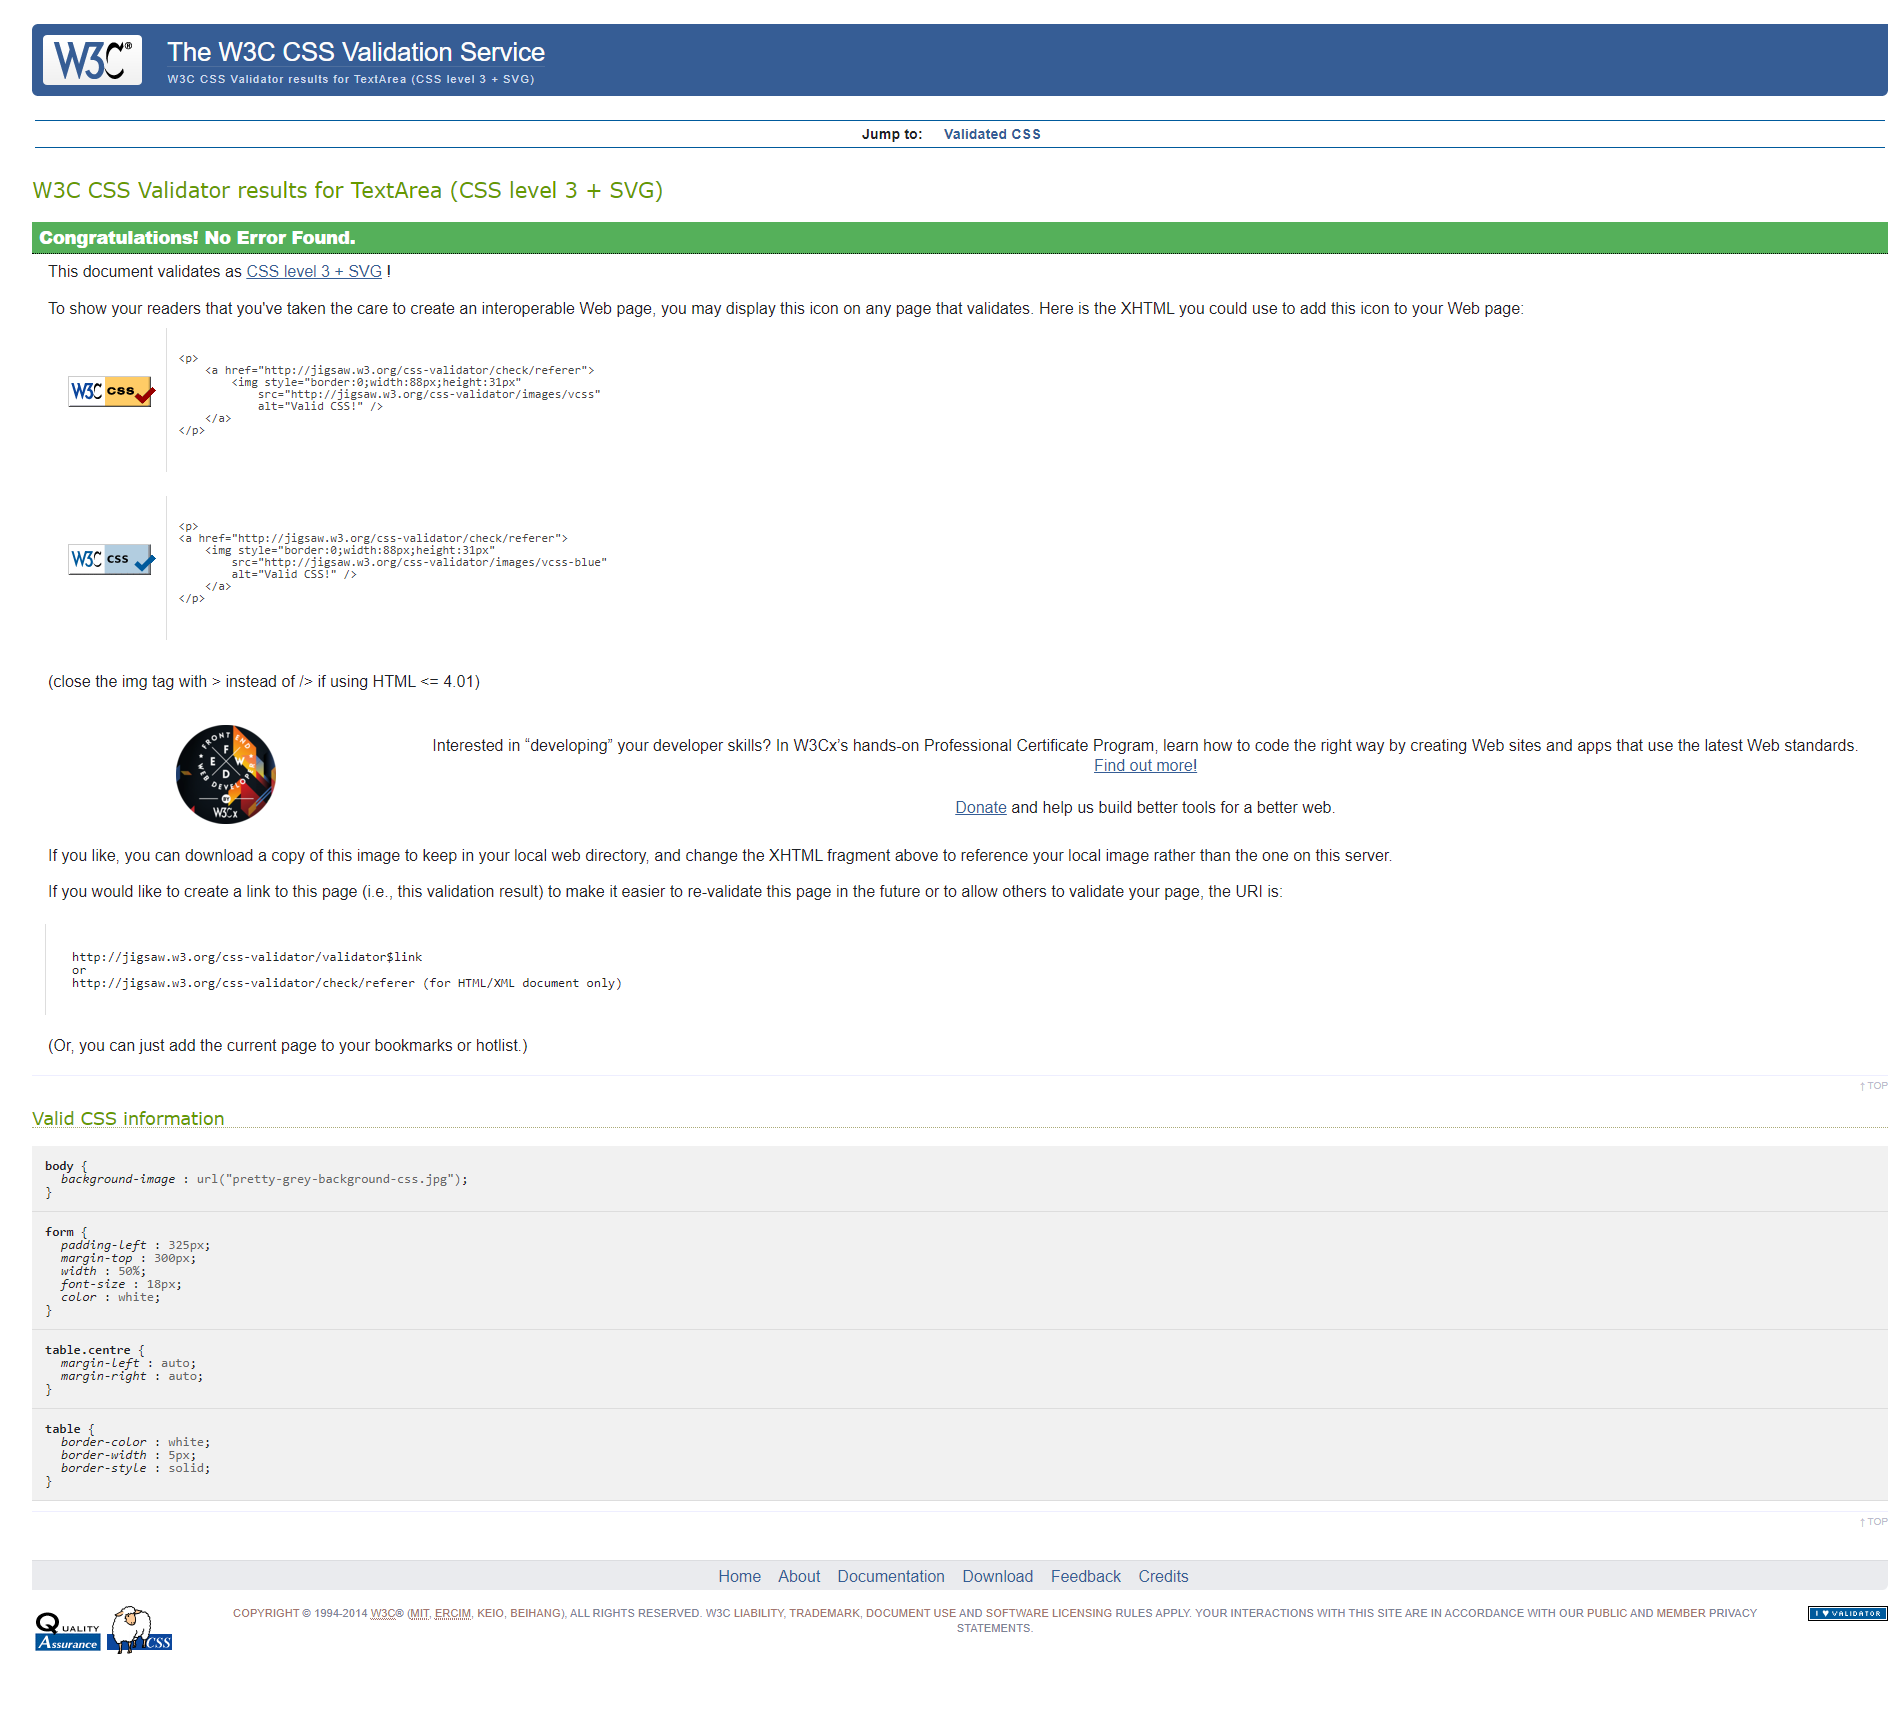 W3C®
The W3C CSS Validation Service
W3C CSS Validator results for TextArea (CSS level 3 + SVG)
Jump to: Validated CSS
W3C CSS Validator results for TextArea (CSS level 3 + SVG)
Congratulations! No Error Found.
This document validates as CSS level 3 + SVG !
To show your readers that you've taken the care to create an interoperable Web page, you may display this icon on any page that validates. Here is the XHTML you could use to add this icon to your Web page:
W3C css
<p>
<a href="http://jigsaw.w3.org/css-validator/check/referer">
<img style="border:0;width:88px;height:31px"
src="http://jigsaw.w3.org/css-validator/images/vcss"
alt="Valid CSS!" />
</a>
</p>
W3C css
<p>
<a href="http://jigsaw.w3.org/css-validator/check/referer">
<img style="border:0;width:88px;height:31px"
src="http://jigsaw.w3.org/css-validator/images/vcss-blue"
alt="Valid CSS!" />
</a>
</p>
(close the img tag with > instead of /> if using HTML <= 4.01)
FRONT END
F
E W
D
WEB DEVELOPER
BY
W3Cx
Interested in “developing” your developer skills? In W3Cx’s hands-on Professional Certificate Program, learn how to code the right way by creating Web sites and apps that use the latest Web standards.
Find out more!
Donate and help us build better tools for a better web.
If you like, you can download a copy of this image to keep in your local web directory, and change the XHTML fragment above to reference your local image rather than the one on this server.
If you would like to create a link to this page (i.e., this validation result) to make it easier to re-validate this page in the future or to allow others to validate your page, the URI is:
http://jigsaw.w3.org/css-validator/validator$link
or
http://jigsaw.w3.org/css-validator/check/referer (for HTML/XML document only)
(Or, you can just add the current page to your bookmarks or hotlist.)
↑ TOP
Valid CSS information
body {
background-image : url("pretty-grey-background-css.jpg");
}
form {
padding-left : 325px;
margin-top : 300px;
width : 50%;
font-size : 18px;
color : white;
}
table.centre {
margin-left : auto;
margin-right : auto;
}
table {
border-color : white;
border-width : 5px;
border-style : solid;
}
↑ TOP
Home About Documentation Download Feedback Credits
QUALITY
Assurance
CSS
COPYRIGHT © 1994-2014 W3C® (MIT, ERCIM, KEIO, BEIHANG), ALL RIGHTS RESERVED. W3C LIABILITY, TRADEMARK, DOCUMENT USE AND SOFTWARE LICENSING RULES APPLY. YOUR INTERACTIONS WITH THIS SITE ARE IN ACCORDANCE WITH OUR PUBLIC AND MEMBER PRIVACY
STATEMENTS.
I ♥ VALIDATOR